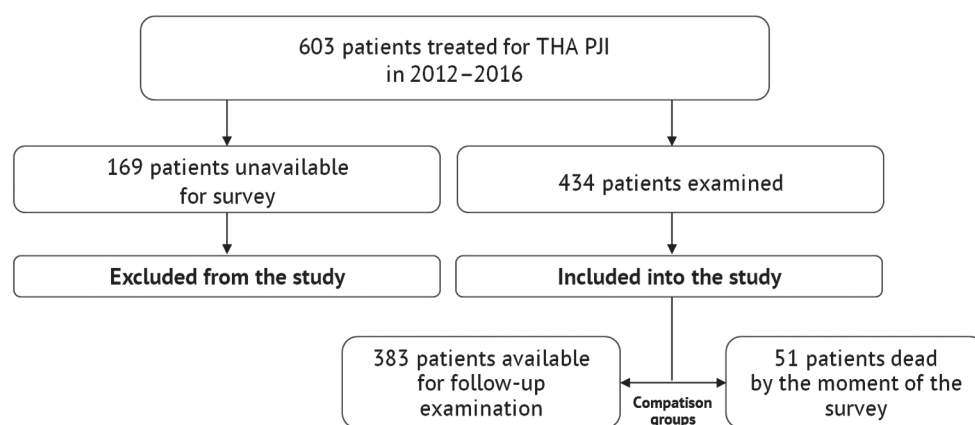 603 patients treated for THA PJI
in 2012–2016
169 patients unavailable
for survey
434 patients examined
Excluded from the study
Included into the study
383 patients available
for follow-up
examination
Compatison
groups
51 patients dead
by the moment of the
survey